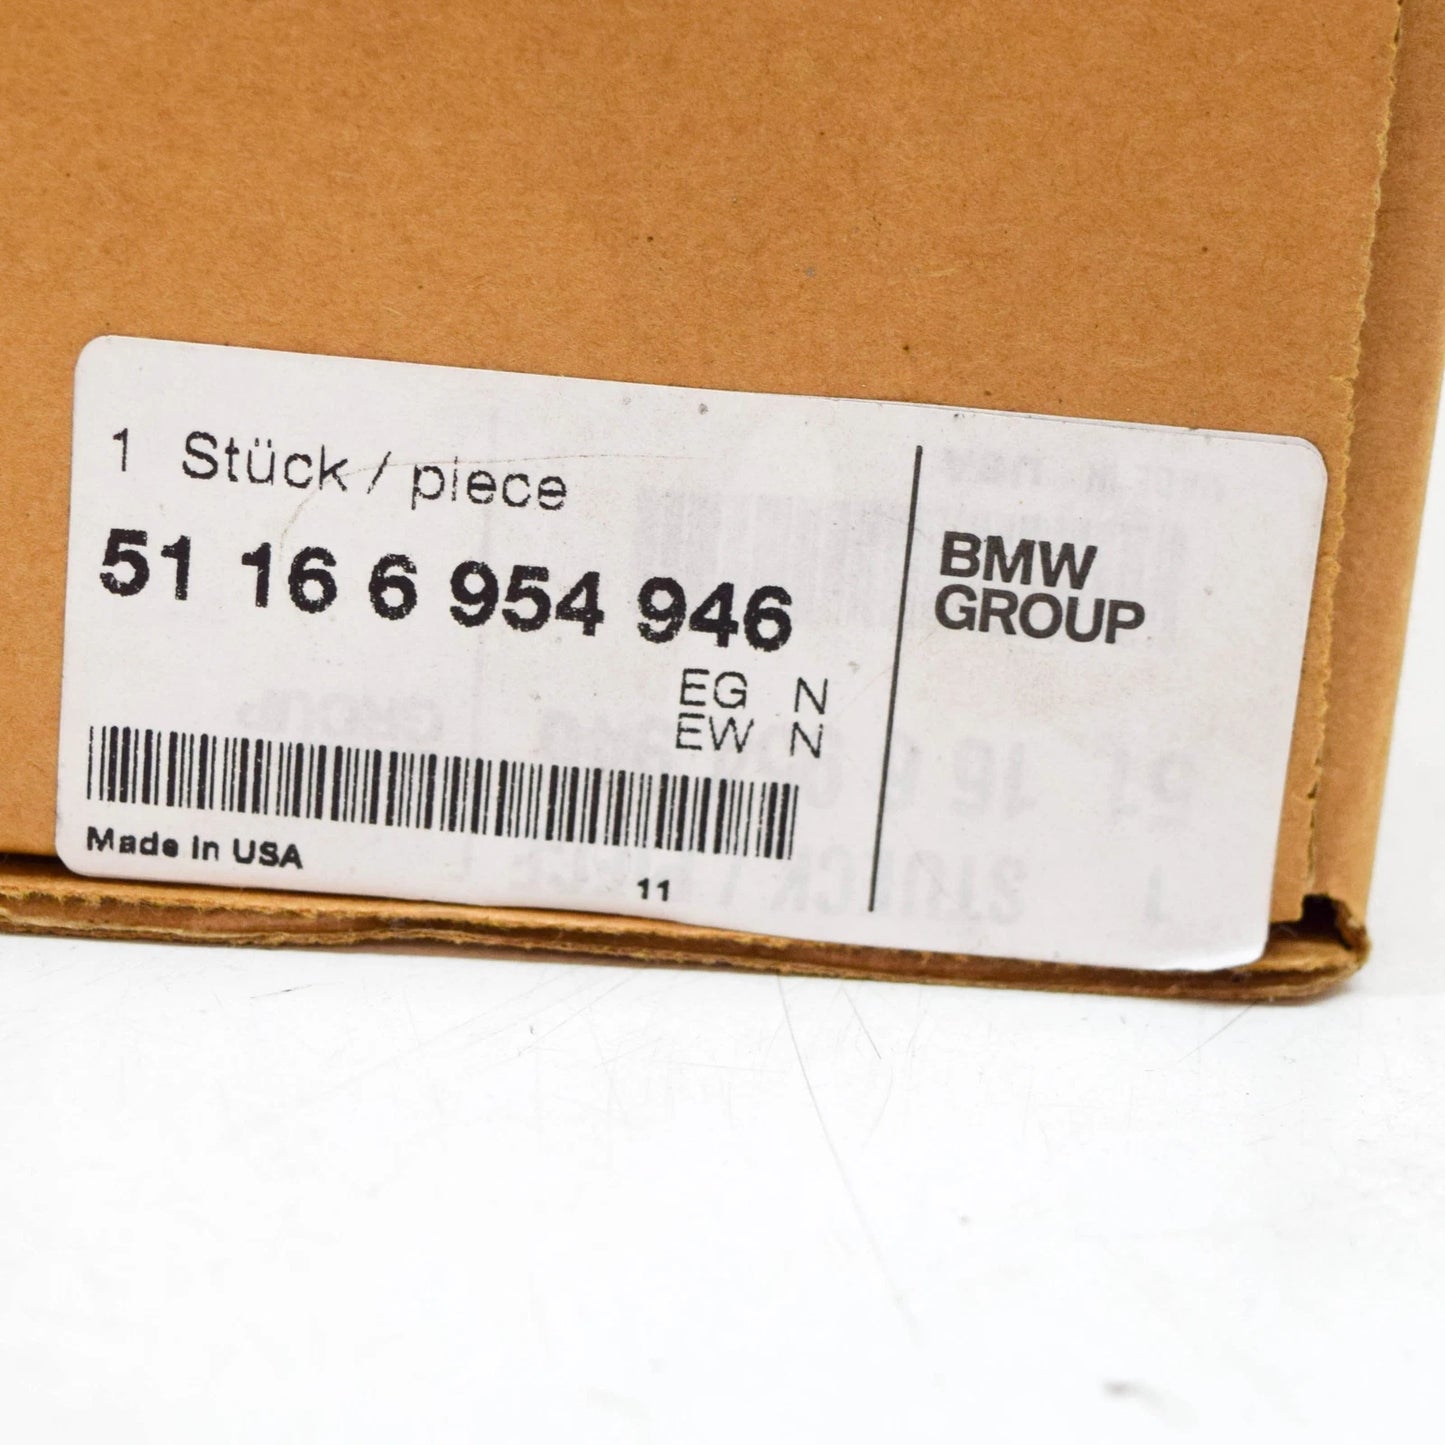 1 Stück / piece
51 16 6 954 946
EG N
EW N
Made in USA
11
BMW
GROUP